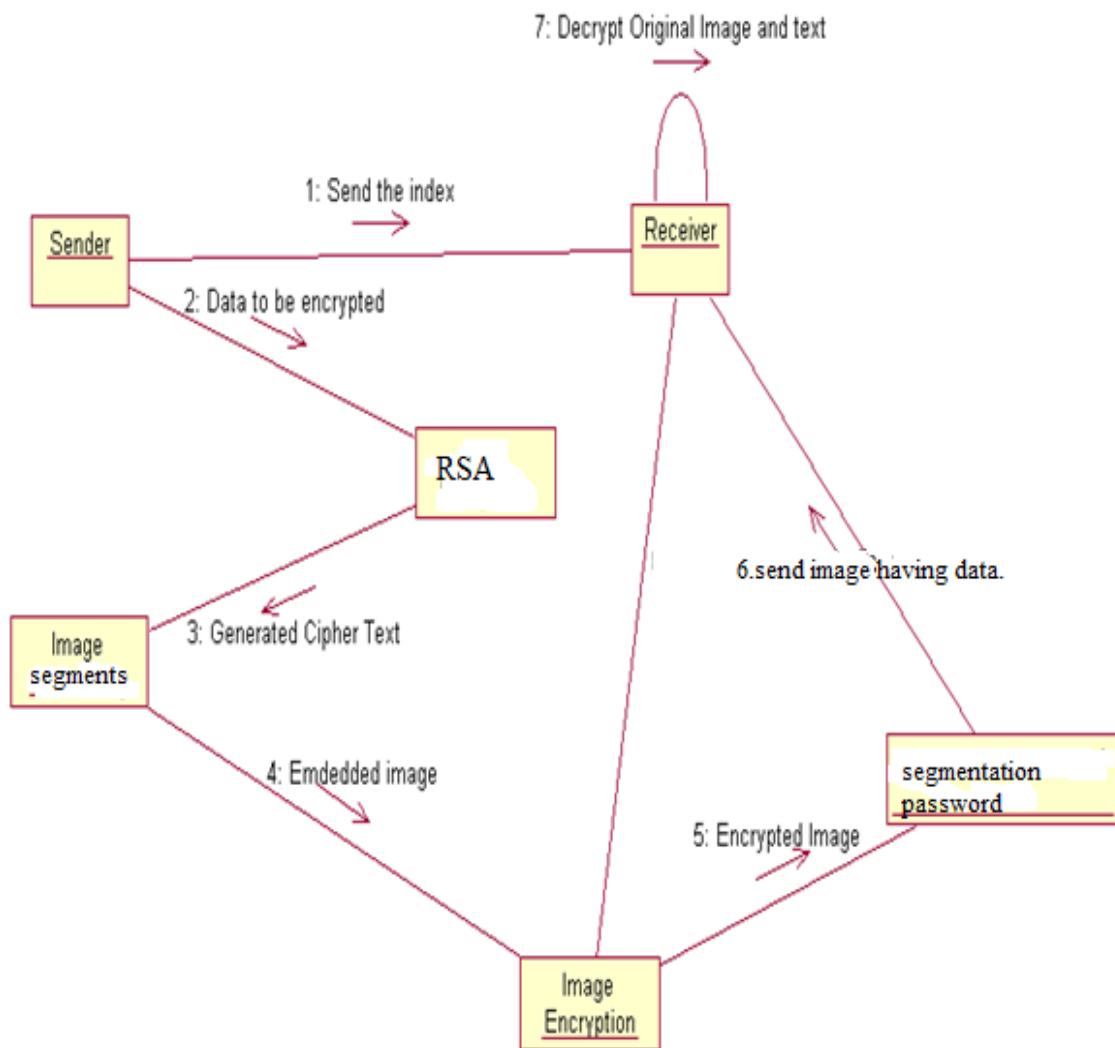 7: Decrypt Original Image and text
1: Send the index
Sender
Receiver
2: Data to be encrypted
RSA
6.send image having data.
3: Generated Cipher Text
Image
segments
4: Emdedded image
segmentation
password
5: Encrypted Image
Image
Encryption